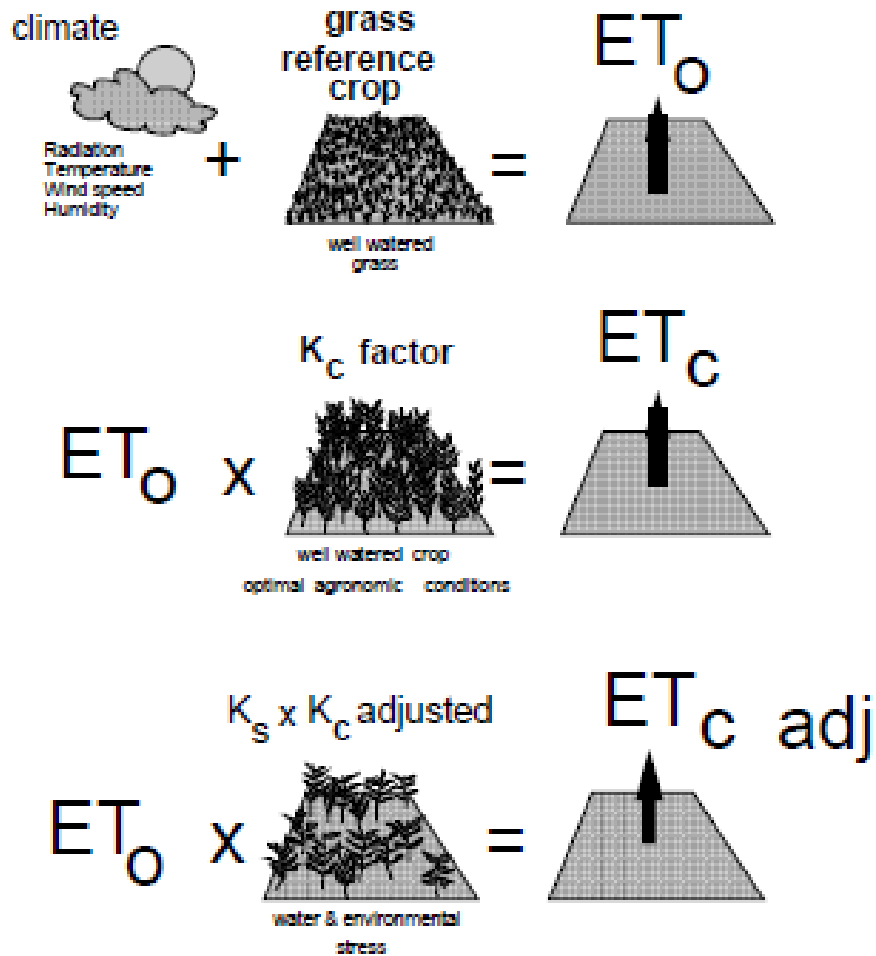 climate
grass
reference
crop
ETo
Radiation
Temperature
Wind speed
Humidity
+
=
well watered
grass
Kc factor
ETc
ETo x
=
well watered crop
optimal agronomic conditions
Ks x Kc adjusted
ETc adj
ETo x
=
water & environmental
stress